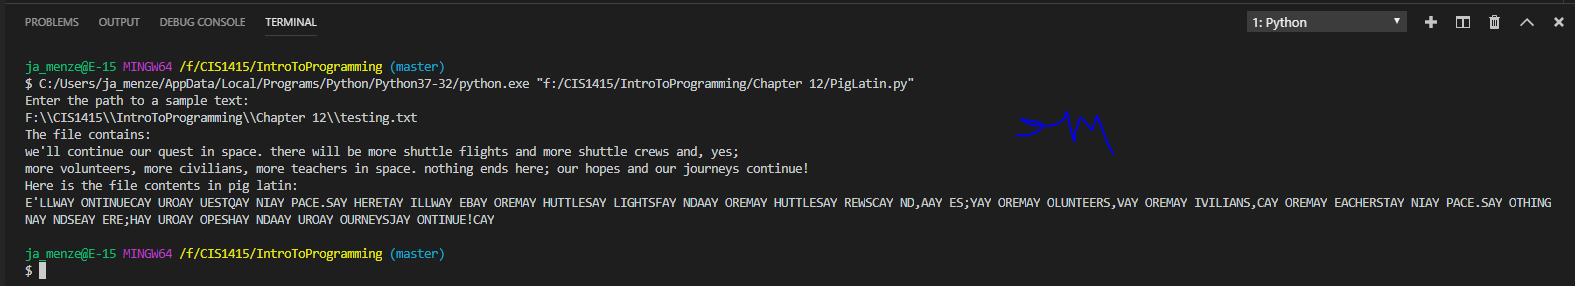 PROBLEMS OUTPUT DEBUG CONSOLE TERMINAL 1: Python
ja_menze@E-15 MINGW64 /f/CIS1415/IntroToProgramming (master)
$ C:/Users/ja_menze/AppData/Local/Programs/Python/Python37-32/python.exe "f:/CIS1415/IntroToProgramming/Chapter 12/PigLatin.py"
Enter the path to a sample text:
F:\\CIS1415\\IntroToProgramming\\Chapter 12\\testing.txt
The file contains:
we'll continue our quest in space. there will be more shuttle flights and more shuttle crews and, yes;
more volunteers, more civilians, more teachers in space. nothing ends here; our hopes and our journeys continue!
Here is the file contents in pig latin:
E'LLWAY ONTINUECAY UROAY UESTQAY NIAY PACE.SAY HERETAY ILLWAY EBAY OREMAY HUTTLESAY LIGHTSFAY NDAAY OREMAY HUTTLESAY REWSCAY ND,AAY ES;YAY OREMAY OLUNTEERS,VAY OREMAY IVILIANS,CAY OREMAY EACHERSTAY NIAY PACE.SAY OTHING
NAY NDSEAY ERE;HAY UROAY OPESHAY NDAAY UROAY OURNEYSJAY ONTINUE!CAY
ja_menze@E-15 MINGW64 /f/CIS1415/IntroToProgramming (master)
$